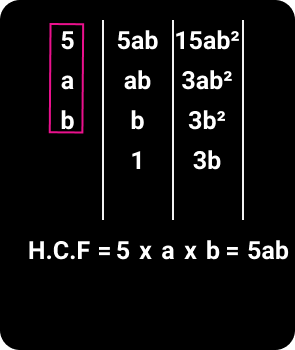 5 5ab 15ab²
a ab 3ab²
b b 3b²
1 3b
H.C.F = 5 x a x b = 5ab